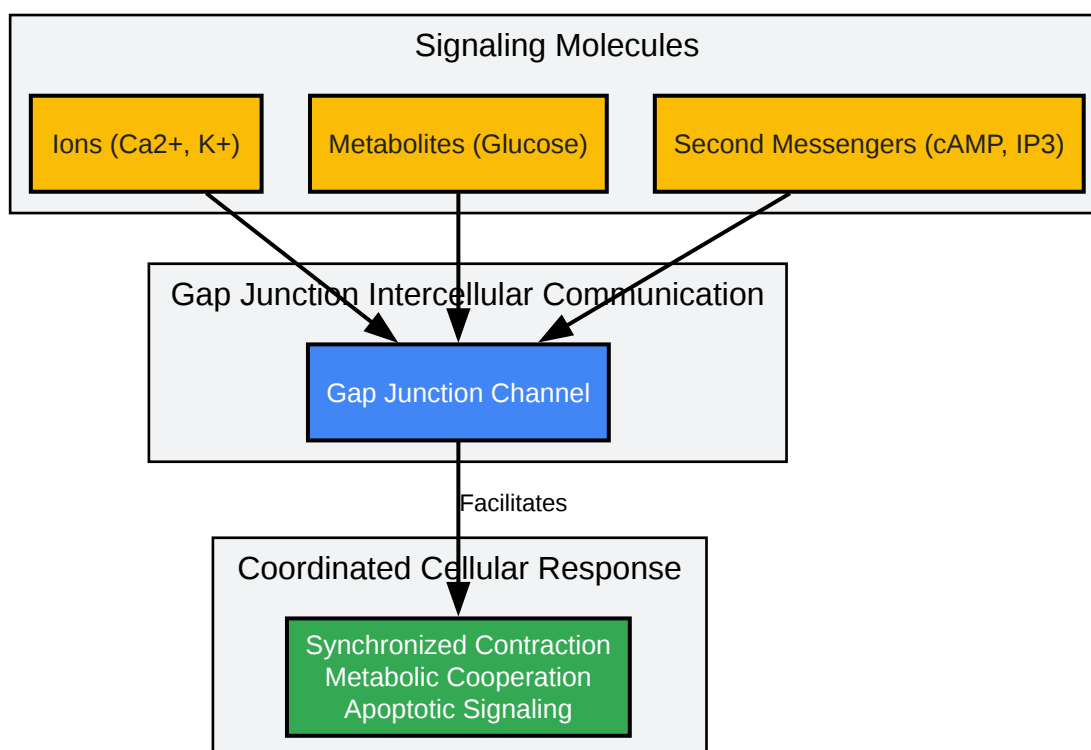 Signaling Molecules
Ions (Ca2+, K+)
Metabolites (Glucose)
Second Messengers (cAMP, IP3)
Gap Junction Intercellular Communication
Gap Junction Channel
Facilitates
Coordinated Cellular Response
Synchronized Contraction
Metabolic Cooperation
Apoptotic Signaling